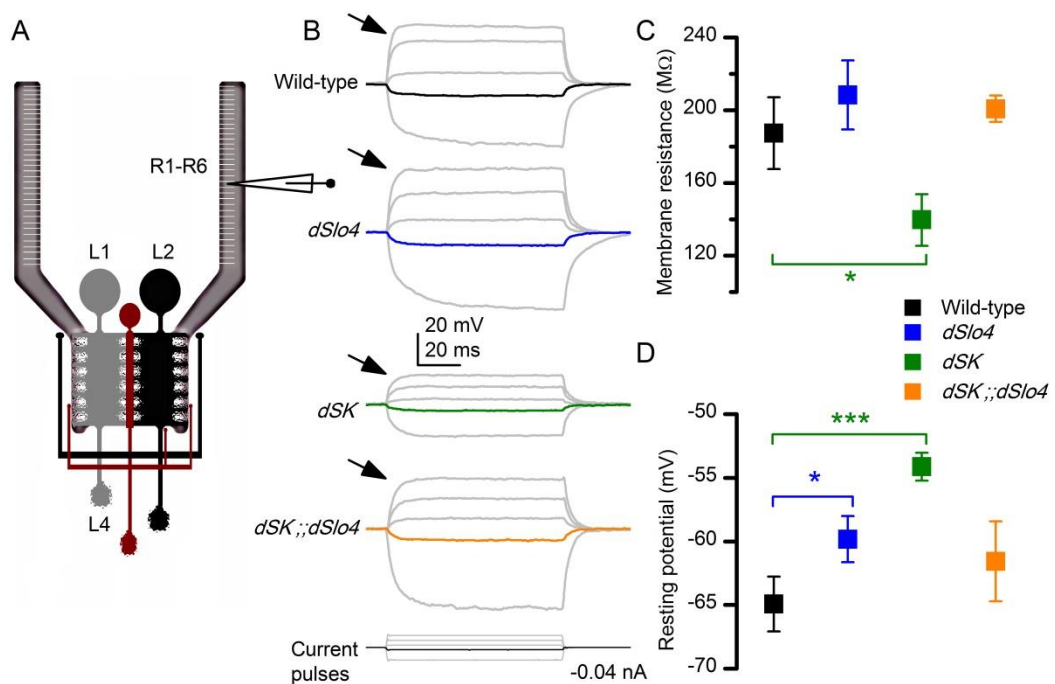 A
R1-R6
L1
L2
L4
B
Wild-type
dSlo4
20 mV
20 ms
dSK
dSK;;dSlo4
Current
pulses
-0.04 nA
C
Membrane resistance (MΩ)
240
200
160
120
*
Wild-type
dSlo4
dSK
dSK;;dSlo4
D
Resting potential (mV)
-50
-55
-60
-65
-70
***
*